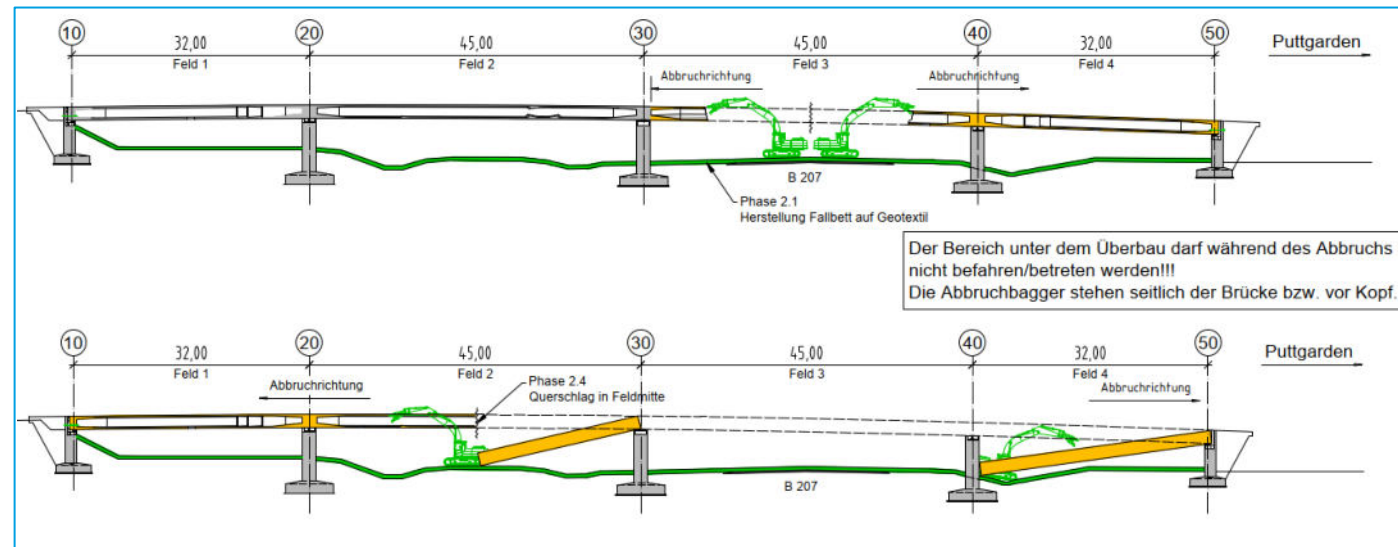 10 20 30 40 50
32,00 45,00 45,00 32,00 Puttgarden
Feld 1 Feld 2 Feld 3 Feld 4
Abbruchrichtung Abbruchrichtung
B 207
Phase 2.1
Herstellung Fallbett auf Geotextil
Der Bereich unter dem Überbau darf während des Abbruchs
nicht befahren/betreten werden!!!
Die Abbruchbagger stehen seitlich der Brücke bzw. vor Kopf.
10 20 30 40 50
32,00 45,00 45,00 32,00 Puttgarden
Feld 1 Feld 2 Feld 3 Feld 4
Abbruchrichtung Phase 2.4 Abbruchrichtung
Querschlag in Feldmitte
B 207